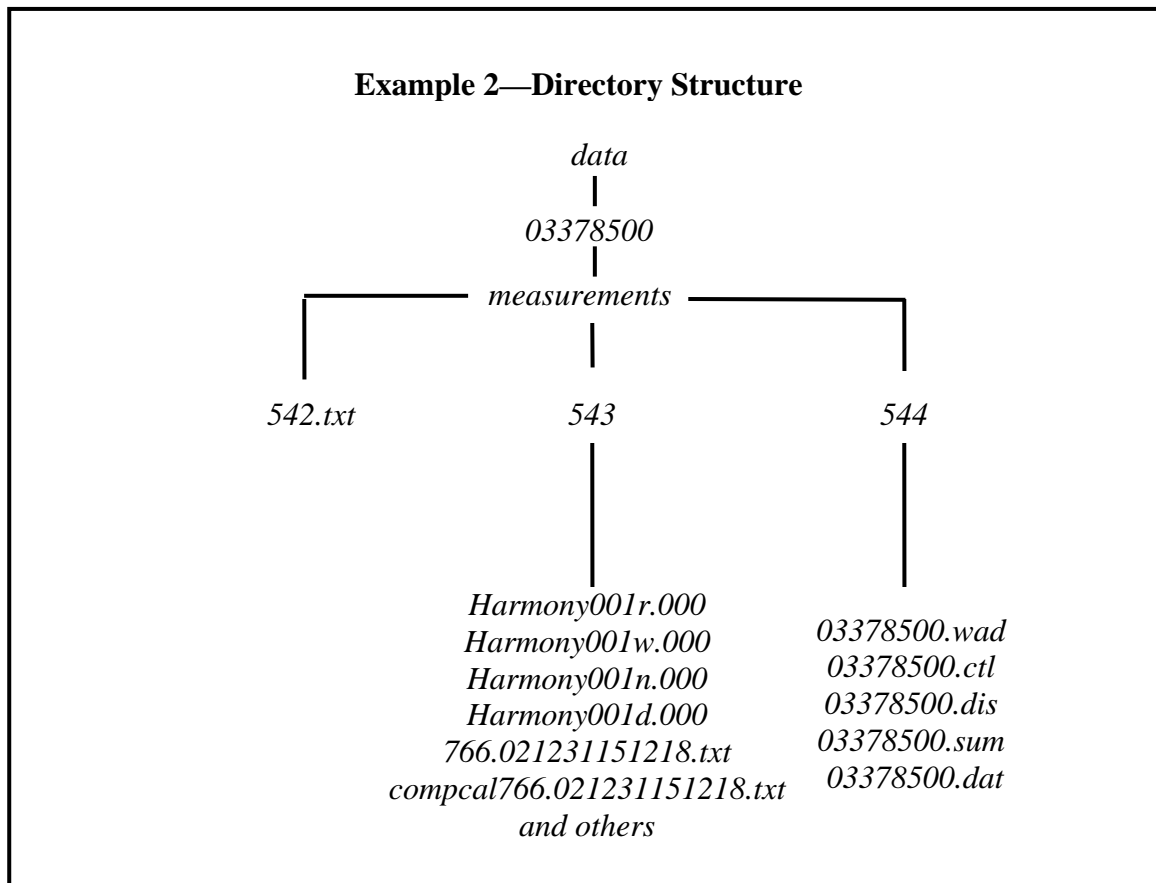 Example 2—Directory Structure
data
03378500
measurements
542.txt
543
544
Harmony001r.000
Harmony001w.000
Harmony001n.000
Harmony001d.000
766.021231151218.txt
compcal766.021231151218.txt
and others
03378500.wad
03378500.ctl
03378500.dis
03378500.sum
03378500.dat